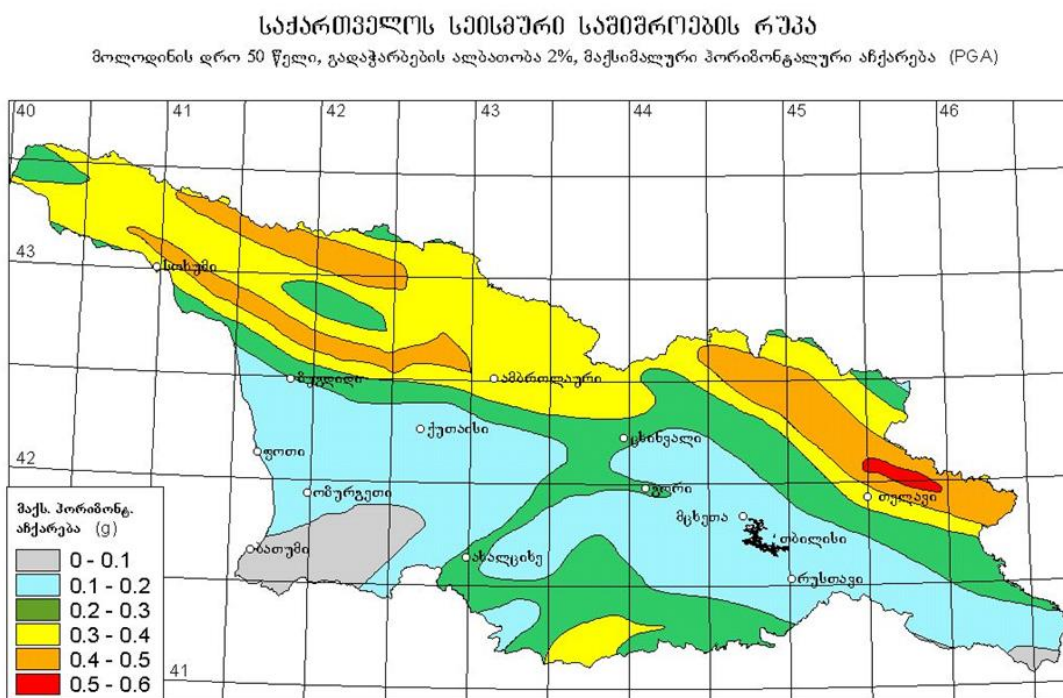 საქართველოს სეისმური საშიშროების რუკა
მოლოდინის დრო 50 წელი, გადაჭარბების ალბათობა 2%, მაქსიმალური ჰორიზონტალური აჩქარება (PGA)
40 41 42 43 44 45 46
43
სოხუმი
ზუგდიდი
ამბროლაური
ქუთაისი
ცხინვალი
ფოთი
42
ოზურგეთი
გორი
თელავი
მცხეთა
თბილისი
ბათუმი
ახალციხე
რუსთავი
41
მაქს. ჰორიზონტ.
აჩქარება (g)
0 - 0.1
0.1 - 0.2
0.2 - 0.3
0.3 - 0.4
0.4 - 0.5
0.5 - 0.6